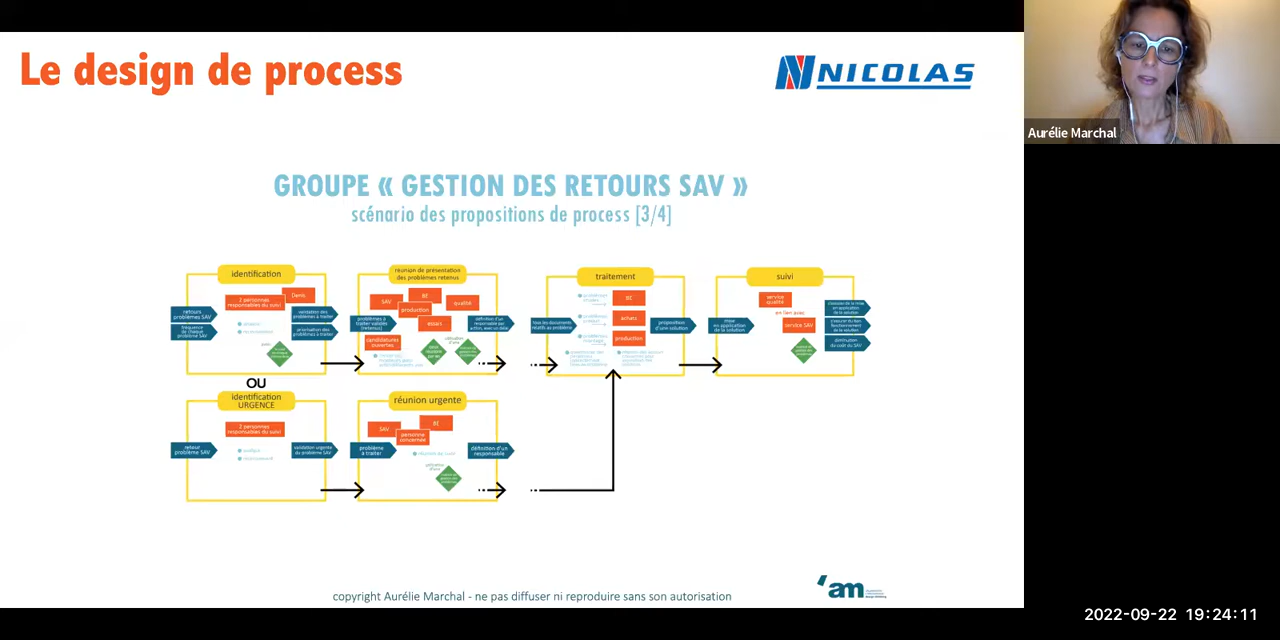 Le design de process
NICOLAS
Aurélie Marchal
GROUPE « GESTION DES RETOURS SAV »
scénario des propositions de process [3/4]
identification
2 personnes
responsables du suivi
Denis
retours
problèmes SAV
fréquence
de chaque
problème SAV
validation des
problèmes à traiter
priorisation des
problèmes à traiter
réunion de présentation
des problèmes retenus
SAV
BE
production
qualité
essais
problèmes à
traiter validés
(retenus)
candidatures
ouvertes
définition d'un
responsable par
action, avec un délai
traitement
BE
achats
production
tous les documents
relatifs au problème
proposition
d'une solution
suivi
service
qualité
en lien avec
service SAV
mise
en application
de la solution
diminution
du coût du SAV
OU
identification
URGENCE
2 personnes
responsables du suivi
retour
problème SAV
validation urgente
du problème SAV
réunion urgente
SAV
BE
personne
concernée
problème
à traiter
définition d'un
responsable
copyright Aurélie Marchal - ne pas diffuser ni reproduire sans son autorisation
'am
2022-09-22 19:24:11